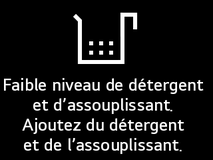 Faible niveau de détergent
et d'assouplissant.
Ajoutez du détergent
et de l'assouplissant.